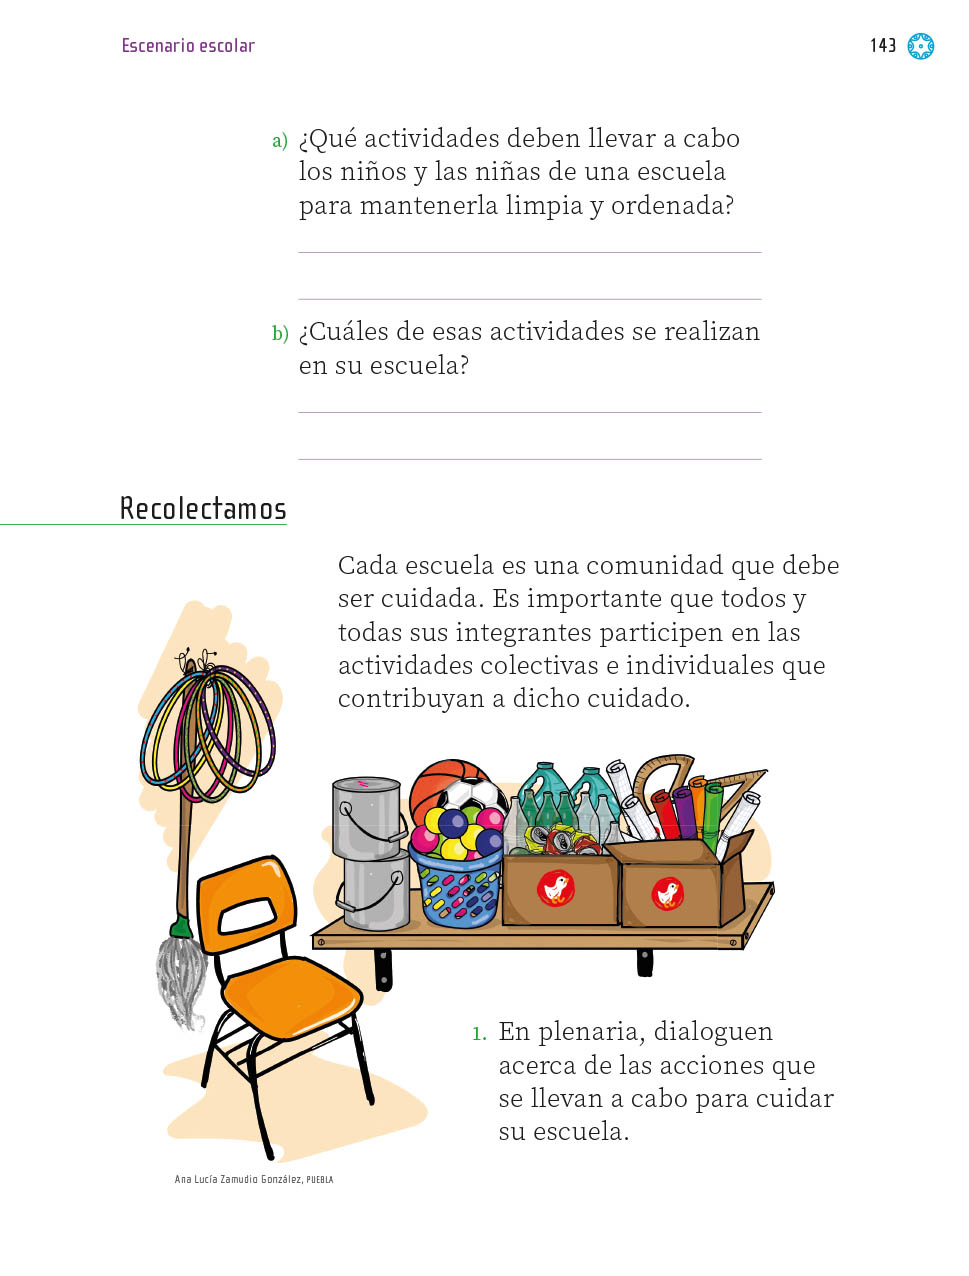 Escenario escolar
143
a) ¿Qué actividades deben llevar a cabo
los niños y las niñas de una escuela
para mantenerla limpia y ordenada?
b) ¿Cuáles de esas actividades se realizan
en su escuela?
Recolectamos
Cada escuela es una comunidad que debe
ser cuidada. Es importante que todos y
todas sus integrantes participen en las
actividades colectivas e individuales que
contribuyan a dicho cuidado.
1. En plenaria, dialoguen
acerca de las acciones que
se llevan a cabo para cuidar
su escuela.
Ana Lucía Zamudio González, PUEBLA